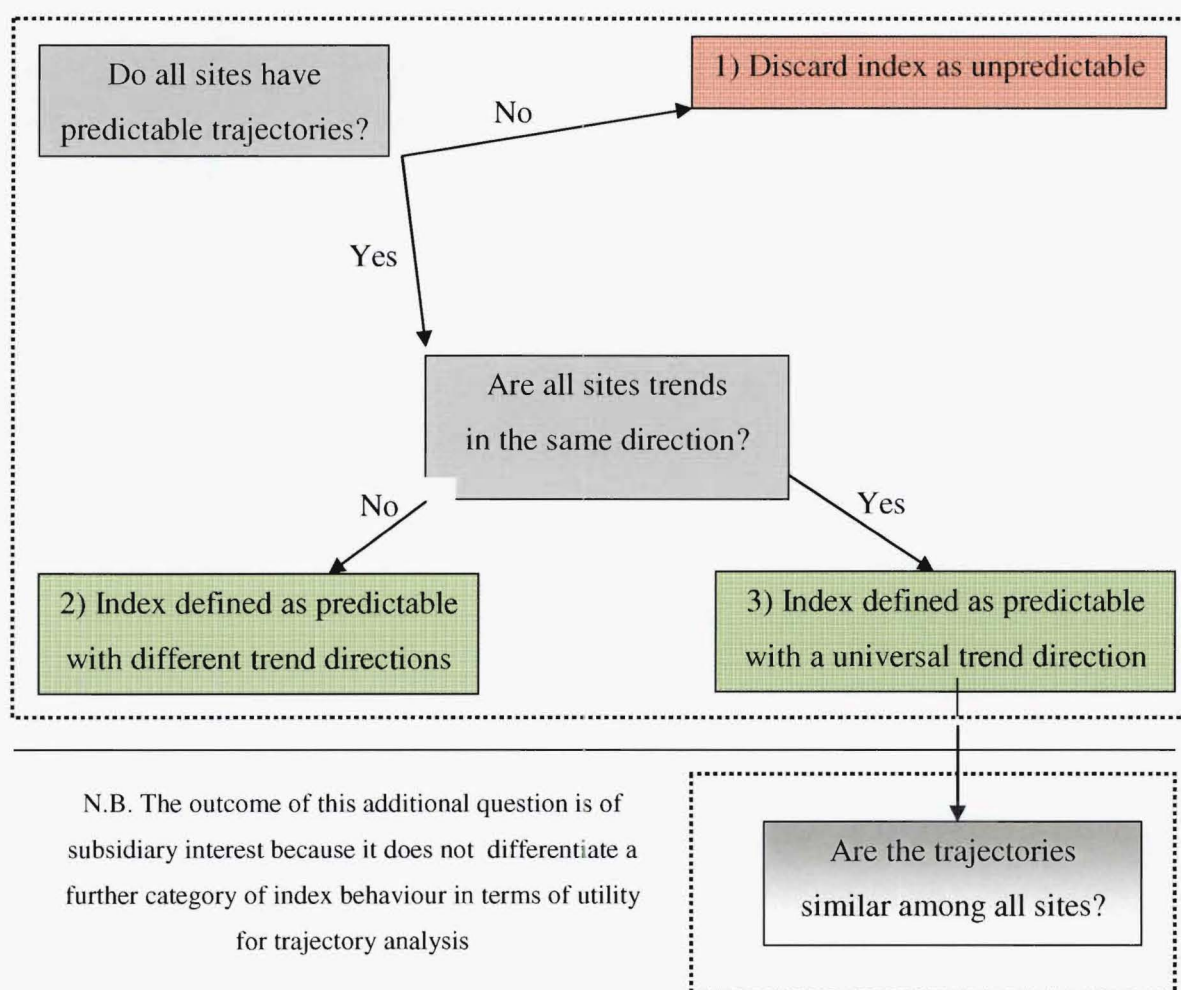 Do all sites have
predictable trajectories?
1) Discard index as unpredictable
No
Yes
Are all sites trends
in the same direction?
No
Yes
2) Index defined as predictable
with different trend directions
3) Index defined as predictable
with a universal trend direction
N.B. The outcome of this additional question is of
subsidiary interest because it does not differentiate a
further category of index behaviour in terms of utility
for trajectory analysis
Are the trajectories
similar among all sites?